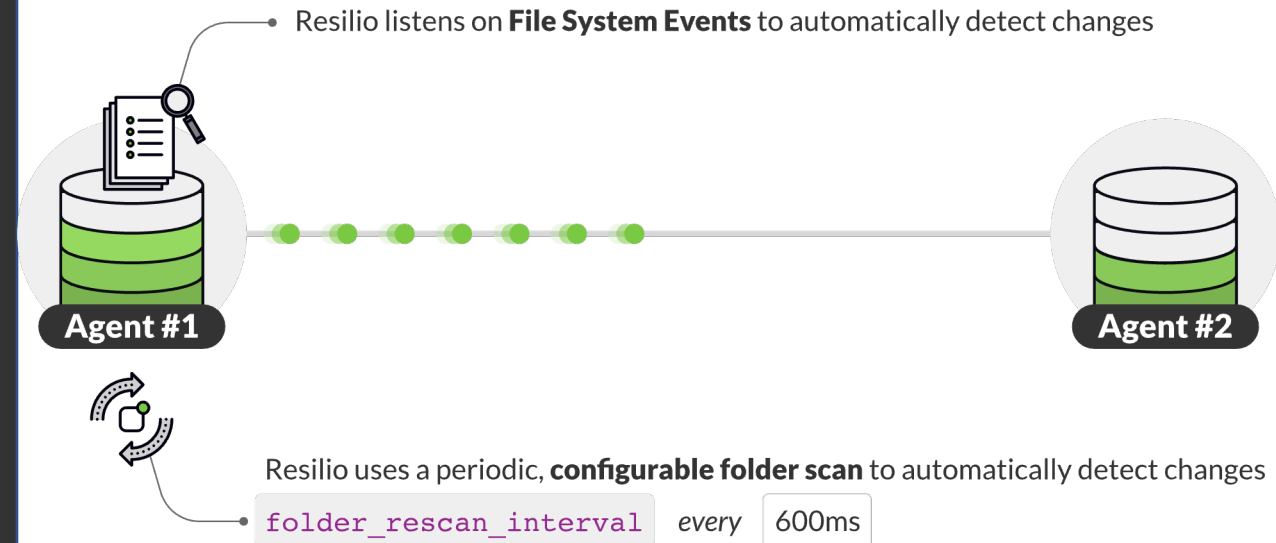 Resilio listens on File System Events to automatically detect changes
Agent #1
Agent #2
Resilio uses a periodic, configurable folder scan to automatically detect changes
folder_rescan_interval every 600ms